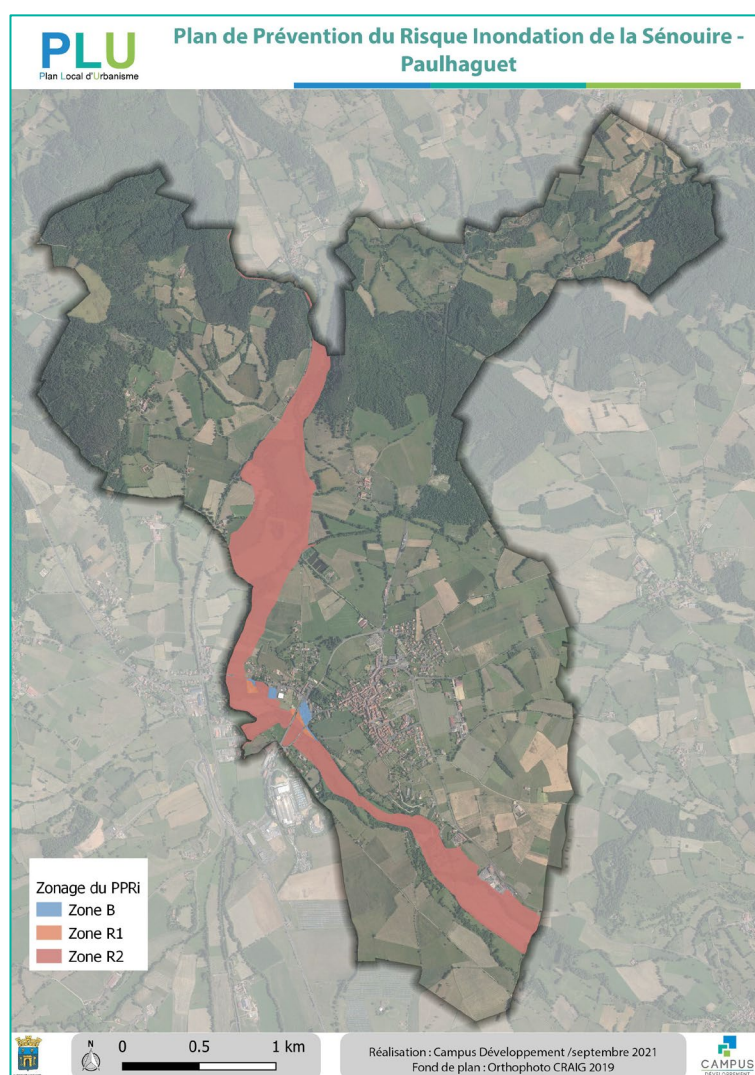 PLU
Plan Local d'Urbanisme
Plan de Prévention du Risque Inondation de la Sénouire -
Paulhaguet
Zonage du PPRi
Zone B
Zone R1
Zone R2
N
0 0.5 1 km
Réalisation : Campus Développement /septembre 2021
Fond de plan : Orthophoto CRAIG 2019
CAMPUS
DÉVELOPPEMENT